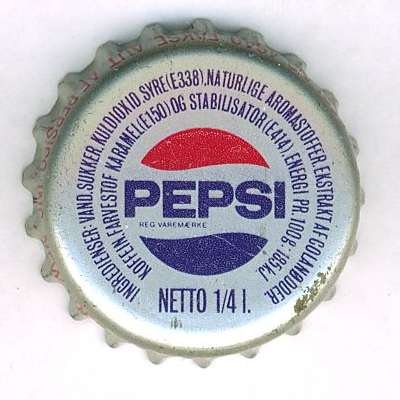 INGREDIENSER: VAND, SUKKER, KULDIOXID, SYRE(E338), NATURLIGE AROMASTOFFER, EKSTRAKT AF COLANØDDER,
KOFFEIN, FARVESTOF KARAMEL(E150) OG STABILISATOR(E414) ENERGI PR. 100g.: 185kJ.
PEPSI
REG. VAREMÆRKE
NETTO 1/4 l.